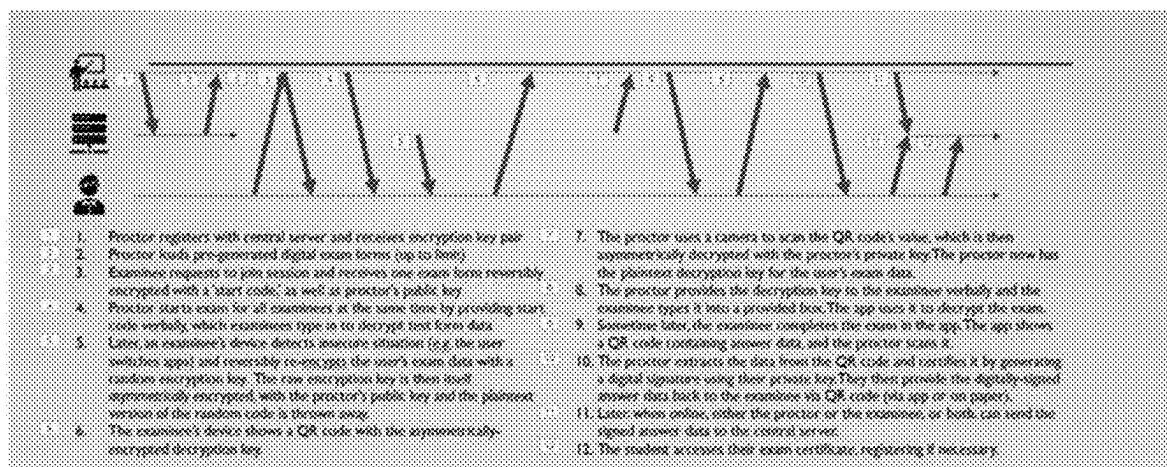 1. Proctor registers with central server and receives encryption key pair
2. Proctor loads pre-generated digital exam forms (up to limit)
3. Examinee requests to join session and receives one exam form reversibly
encrypted with a 'start code,' as well as proctor's public key
4. Proctor starts exam for all examinees at the same time by providing start
code verbally, which examinees type in to decrypt test form data.
5. Later, an examinee's device detects insecure situation (e.g. the user
switches apps) and reversibly re-encrypts the user's exam data with a
random encryption key. The raw encryption key is then itself
asymmetrically encrypted, with the proctor's public key and the plaintext
version of the random code is thrown away.
6. The examinee's device shows a QR code with the asymmetrically-
encrypted decryption key.
7. The proctor uses a camera to scan the QR code's value, which is then
asymmetrically decrypted with the proctor's private key. The proctor now has
the plaintext decryption key for the user's exam data.
8. The proctor provides the decryption key to the examinee verbally and the
examinee types it into a provided box. The app uses it to decrypt the exam.
9. Sometime later, the examinee completes the exam in the app. The app shows
a QR code containing answer data, and the proctor scans it.
10. The proctor extracts the data from the QR code and certifies it by generating
a digital signature using their private key. They then provide the digitally-signed
answer data back to the examinee via QR code (via app or on paper).
11. Later, when online, either the proctor or the examinee, or both, can send the
signed answer data to the central server.
12. The student accesses their exam certificate, registering if necessary.